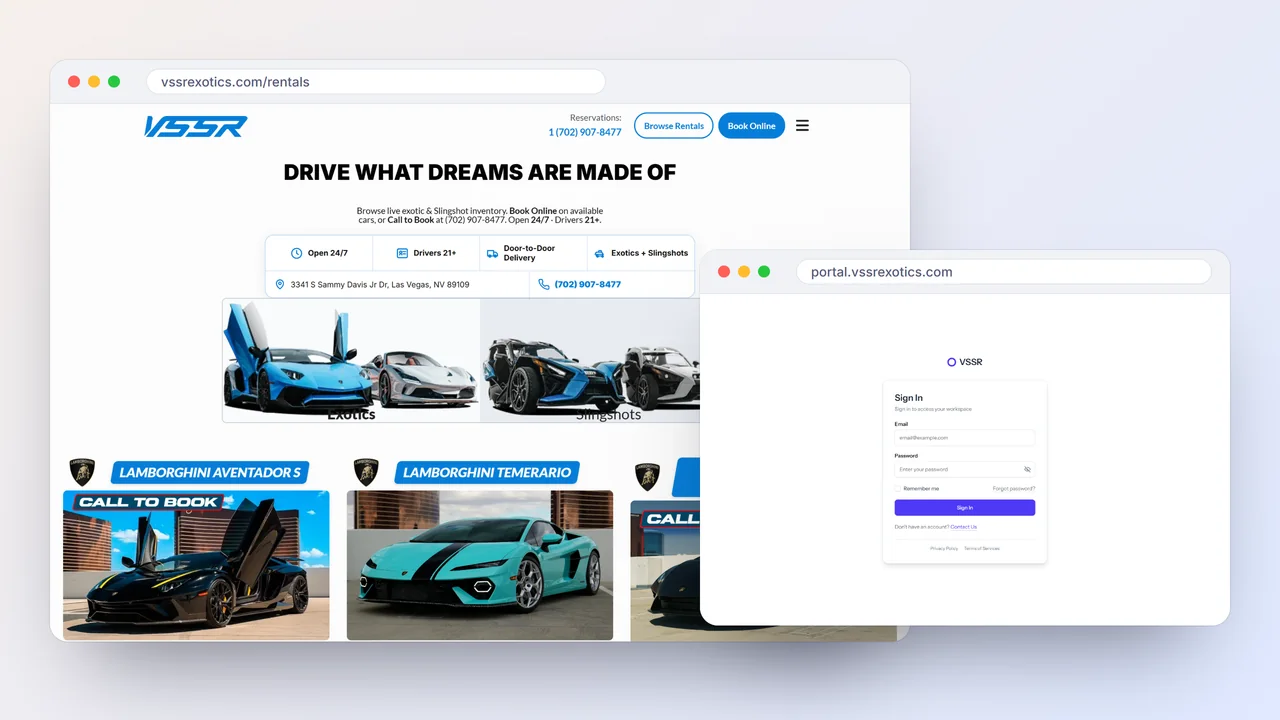 vssrexotics.com/rentals
VSSR
Reservations:
1 (702) 907-8477
Browse Rentals
Book Online
DRIVE WHAT DREAMS ARE MADE OF
Browse live exotic & Slingshot inventory. Book Online on available
cars, or Call to Book at (702) 907-8477. Open 24/7 · Drivers 21+.
Open 24/7
Drivers 21+
Door-to-Door
Delivery
Exotics + Slingshots
3341 S Sammy Davis Jr Dr, Las Vegas, NV 89109
(702) 907-8477
Exotics
Slingshots
LAMBORGHINI AVENTADOR S
LAMBORGHINI TEMERARIO
CALL TO BOOK
CALL
portal.vssrexotics.com
VSSR
Sign In
Sign in to access your workspace
Email
email@example.com
Password
Enter your password
Remember me
Forgot password?
Sign In
Don't have an account? Contact Us
Privacy Policy
Terms of Services